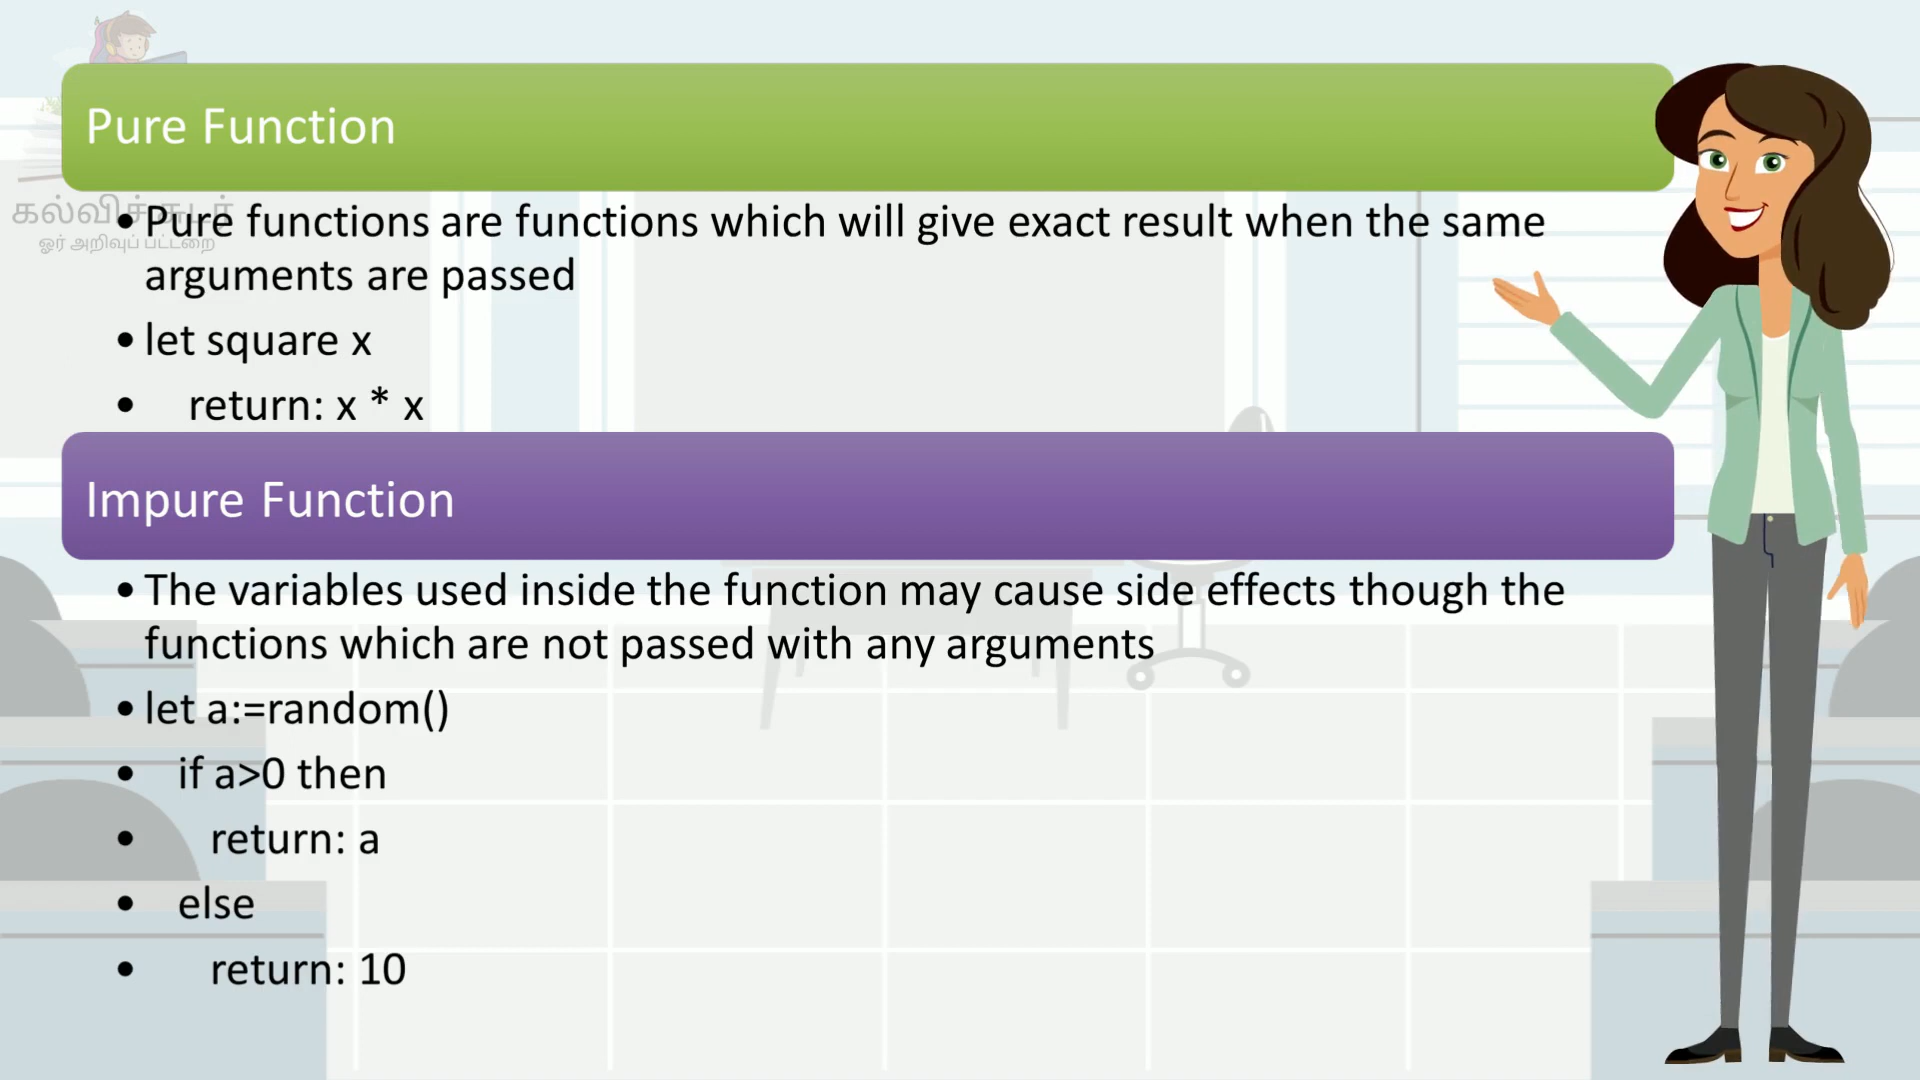 Pure Function
கல்விச் சுடர்
ஓர் அறிவுப் பட்டறை
• Pure functions are functions which will give exact result when the same
arguments are passed
• let square x
• return: x * x
Impure Function
• The variables used inside the function may cause side effects though the
functions which are not passed with any arguments
• let a:=random()
• if a>0 then
• return: a
• else
• return: 10